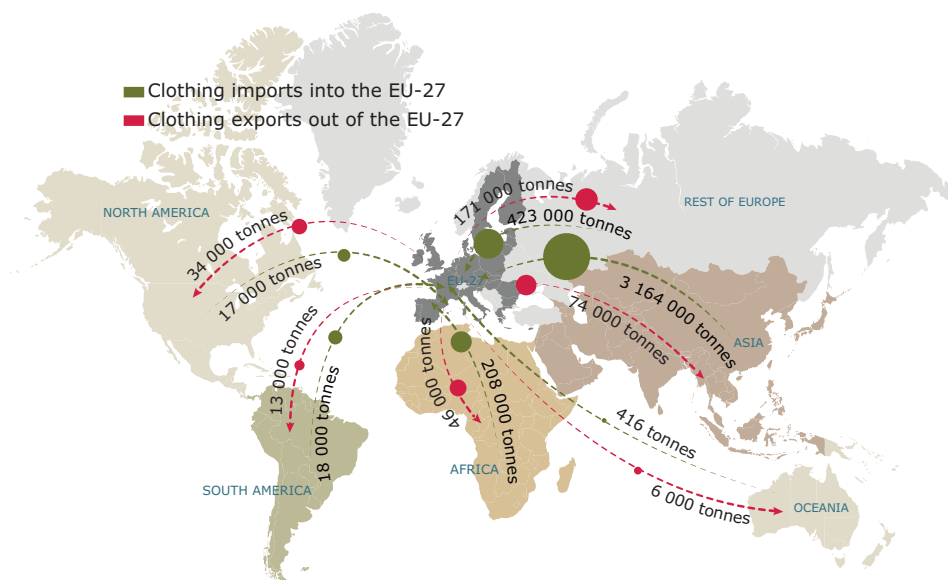 Clothing imports into the EU-27
Clothing exports out of the EU-27
171 000 tonnes
423 000 tonnes
REST OF EUROPE
NORTH AMERICA
34 000 tonnes
17 000 tonnes
EU-27
3 164 000 tonnes
74 000 tonnes
ASIA
13 000 tonnes
18 000 tonnes
46 000 tonnes
208 000 tonnes
416 tonnes
AFRICA
SOUTH AMERICA
6 000 tonnes
OCEANIA